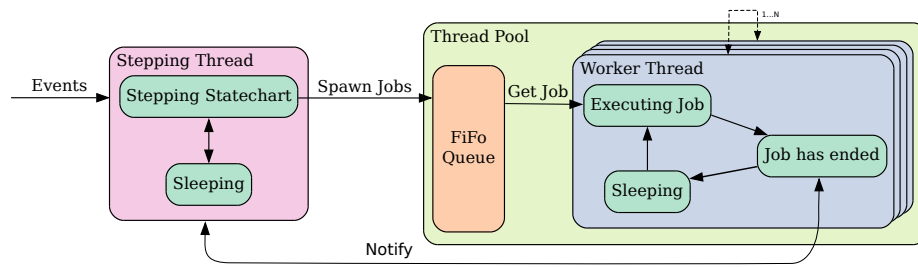 1...N
Thread Pool
Stepping Thread
Worker Thread
Events
Stepping Statechart
Spawn Jobs
Get Job
Executing Job
FiFo
Queue
Job has ended
Sleeping
Sleeping
Notify